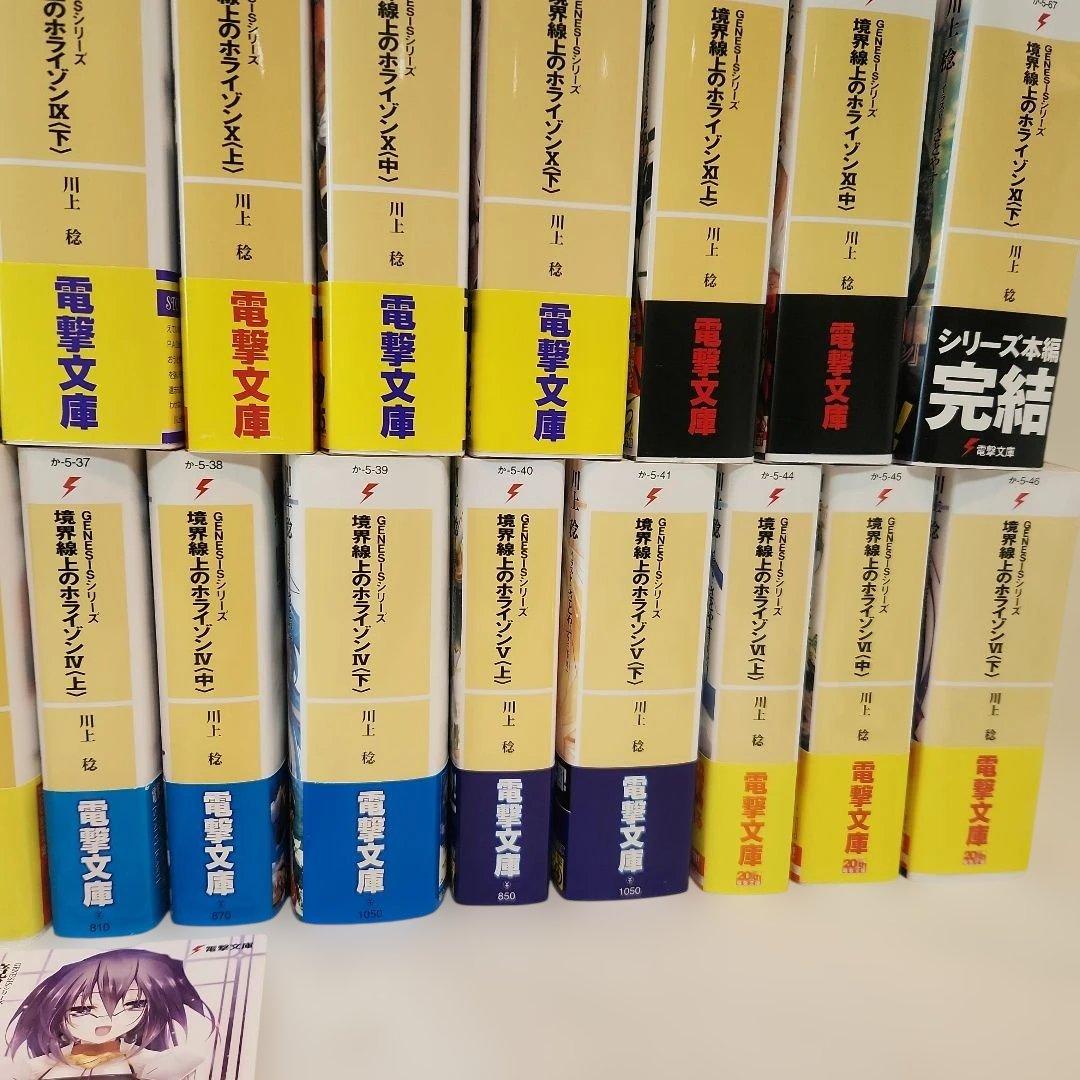 Sシリーズ
上のホライゾンⅨ〈下〉
川上 稔
電撃文庫
Sシリーズ
線上のホライゾンⅩ〈上〉
川上 稔
電撃文庫
GENESISシリーズ
境界線上のホライゾンⅩ〈中〉
川上 稔
電撃文庫
GENESISシリーズ
境界線上のホライゾンⅩ〈下〉
川上 稔
電撃文庫
GENESISシリーズ
境界線上のホライゾンⅪ〈上〉
川上 稔
電撃文庫
GENESISシリーズ
境界線上のホライゾンⅪ〈中〉
川上 稔
電撃文庫
か-5-67
GENESISシリーズ
境界線上のホライゾンⅪ〈下〉
川上 稔
シリーズ本編
完結
電撃文庫
か-5-37
GENESISシリーズ
境界線上のホライゾンⅣ〈上〉
川上 稔
電撃文庫
810
か-5-38
GENESISシリーズ
境界線上のホライゾンⅣ〈中〉
川上 稔
電撃文庫
870
か-5-39
GENESISシリーズ
境界線上のホライゾンⅣ〈下〉
川上 稔
電撃文庫
1050
か-5-40
GENESISシリーズ
境界線上のホライゾンⅤ〈上〉
川上 稔
電撃文庫
850
か-5-41
GENESISシリーズ
境界線上のホライゾンⅤ〈下〉
川上 稔
電撃文庫
1050
か-5-44
GENESISシリーズ
境界線上のホライゾンⅥ〈上〉
川上 稔
電撃文庫
20th
か-5-45
GENESISシリーズ
境界線上のホライゾンⅥ〈中〉
川上 稔
電撃文庫
20th
か-5-46
GENESISシリーズ
境界線上のホライゾンⅥ〈下〉
川上 稔
電撃文庫
20th
電撃文庫